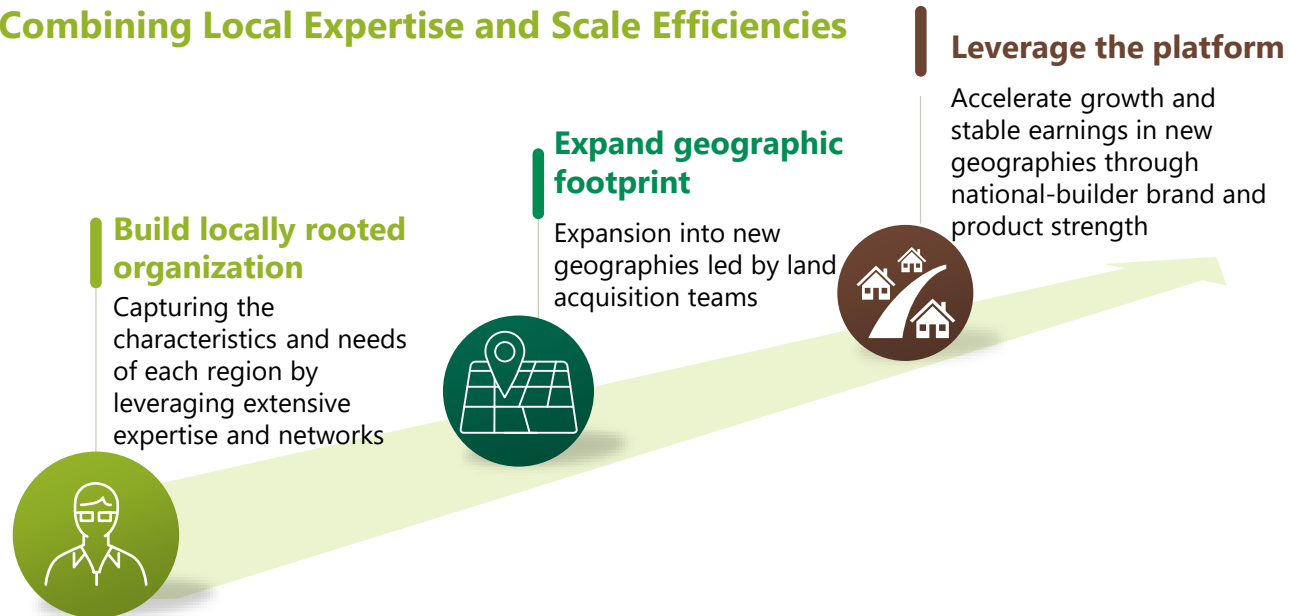 Combining Local Expertise and Scale Efficiencies
Build locally rooted
organization
Capturing the
characteristics and needs
of each region by
leveraging extensive
expertise and networks
Expand geographic
footprint
Expansion into new
geographies led by land
acquisition teams
Leverage the platform
Accelerate growth and
stable earnings in new
geographies through
national-builder brand and
product strength